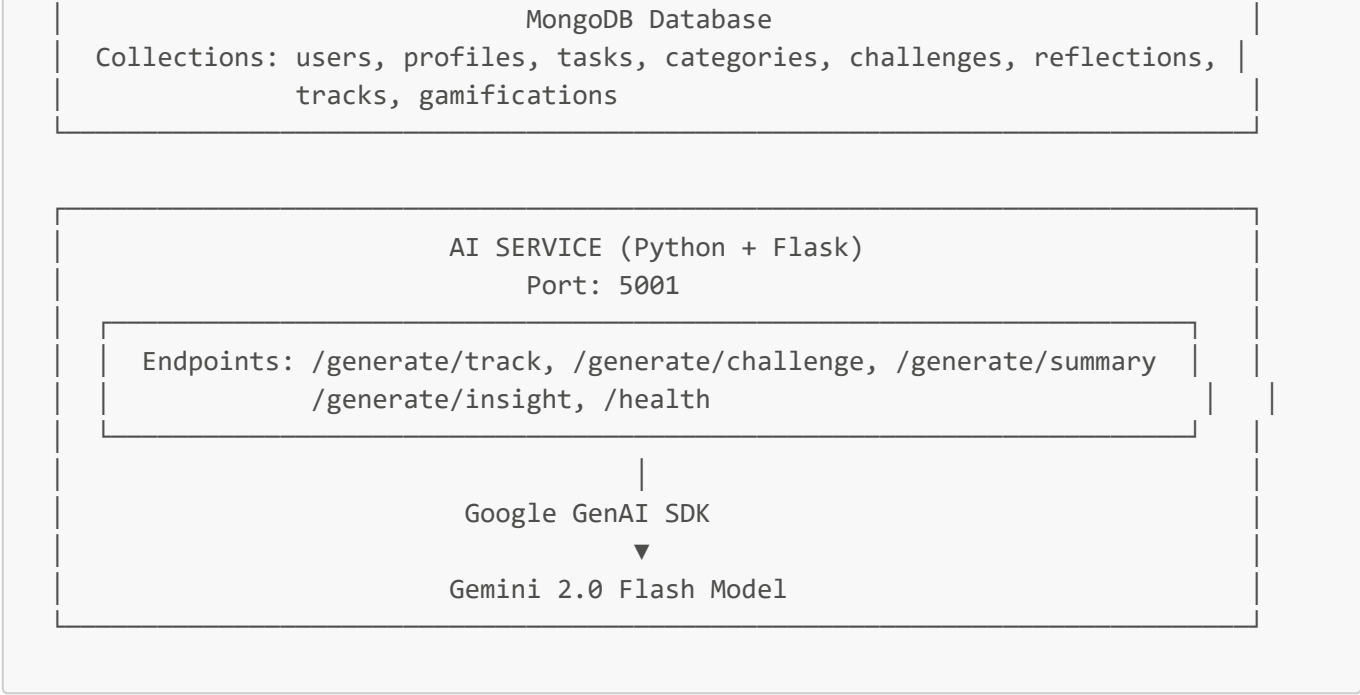 MongoDB Database
Collections: users, profiles, tasks, categories, challenges, reflections,
tracks, gamifications
AI SERVICE (Python + Flask)
Port: 5001
Endpoints: /generate/track, /generate/challenge, /generate/summary
/generate/insight, /health
Google GenAI SDK
▼
Gemini 2.0 Flash Model